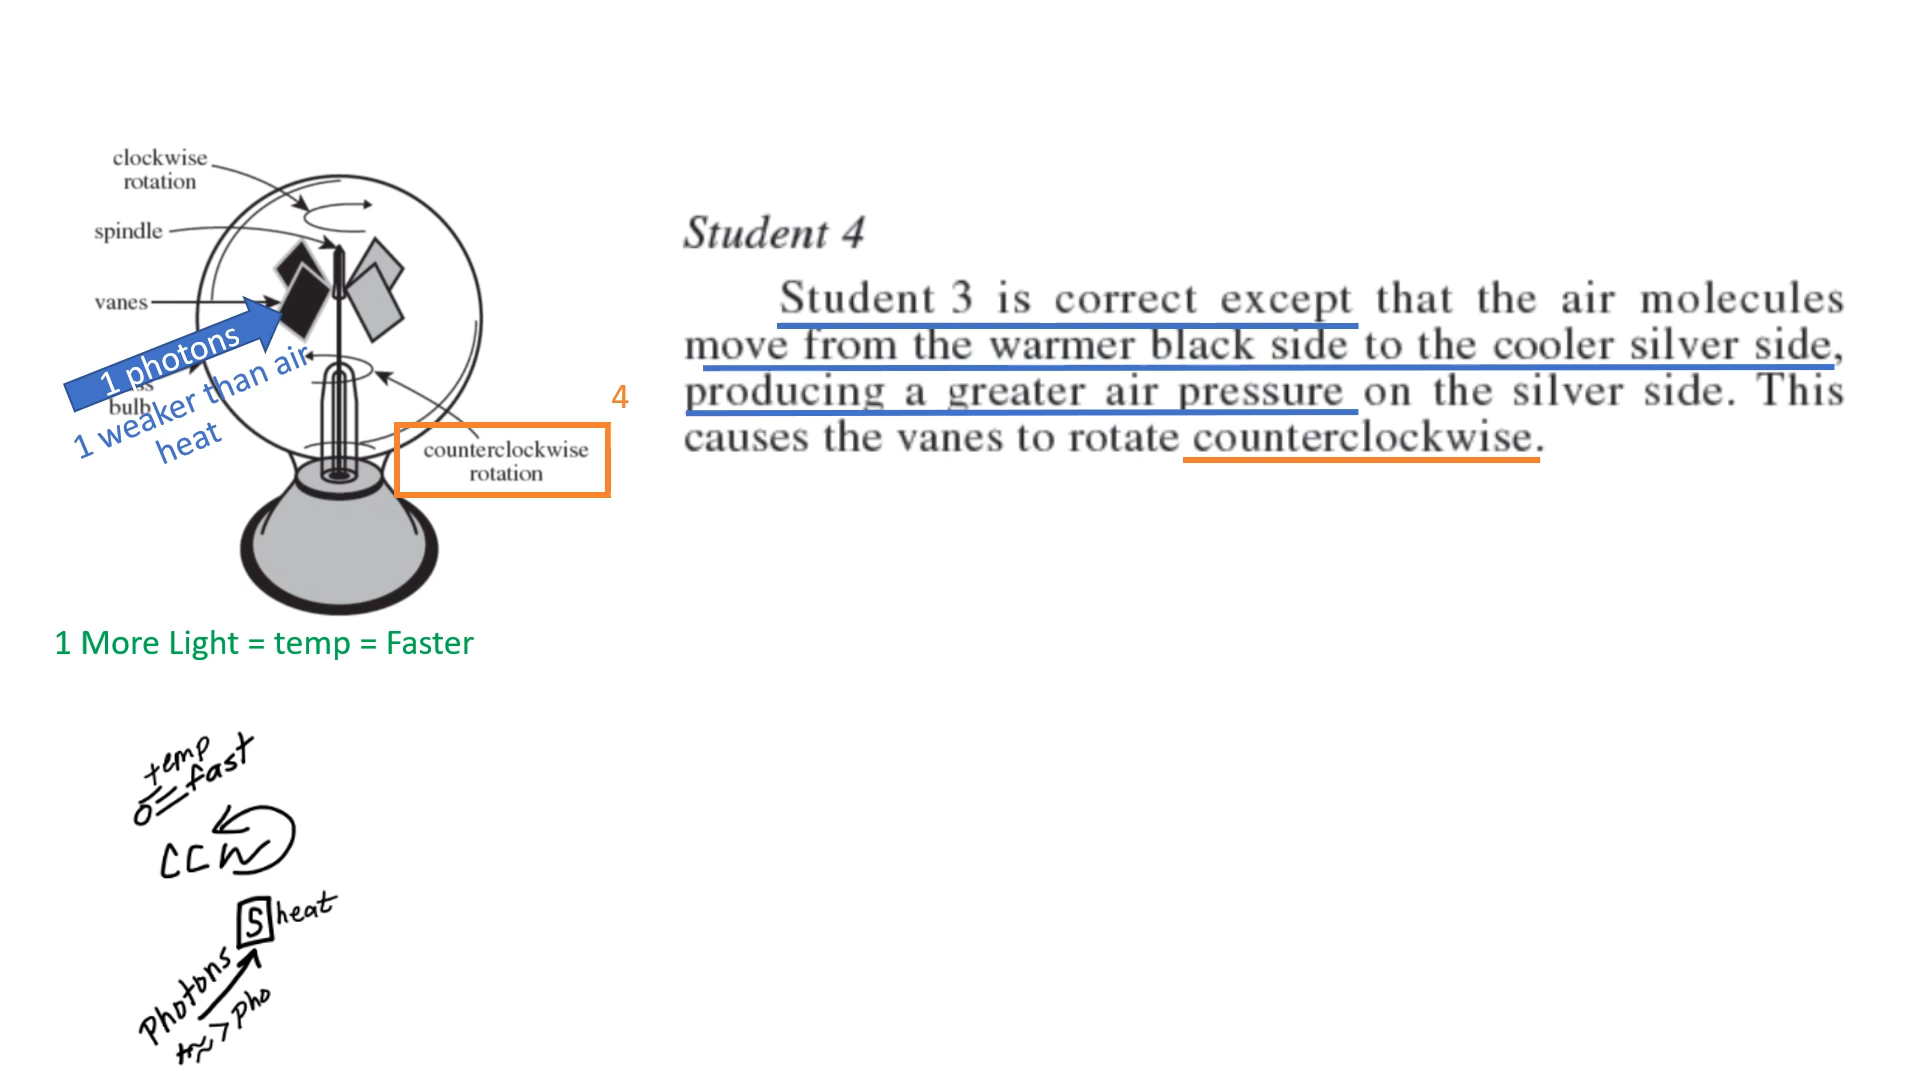 clockwise
rotation
spindle
vanes
1 photons
bulb
1 weaker than air
heat
counterclockwise
rotation
4
1 More Light = temp = Faster
Student 4
Student 3 is correct except that the air molecules
move from the warmer black side to the cooler silver side,
producing a greater air pressure on the silver side. This
causes the vanes to rotate counterclockwise.
temp
= fast
CCW
S heat
Photons
> Pho